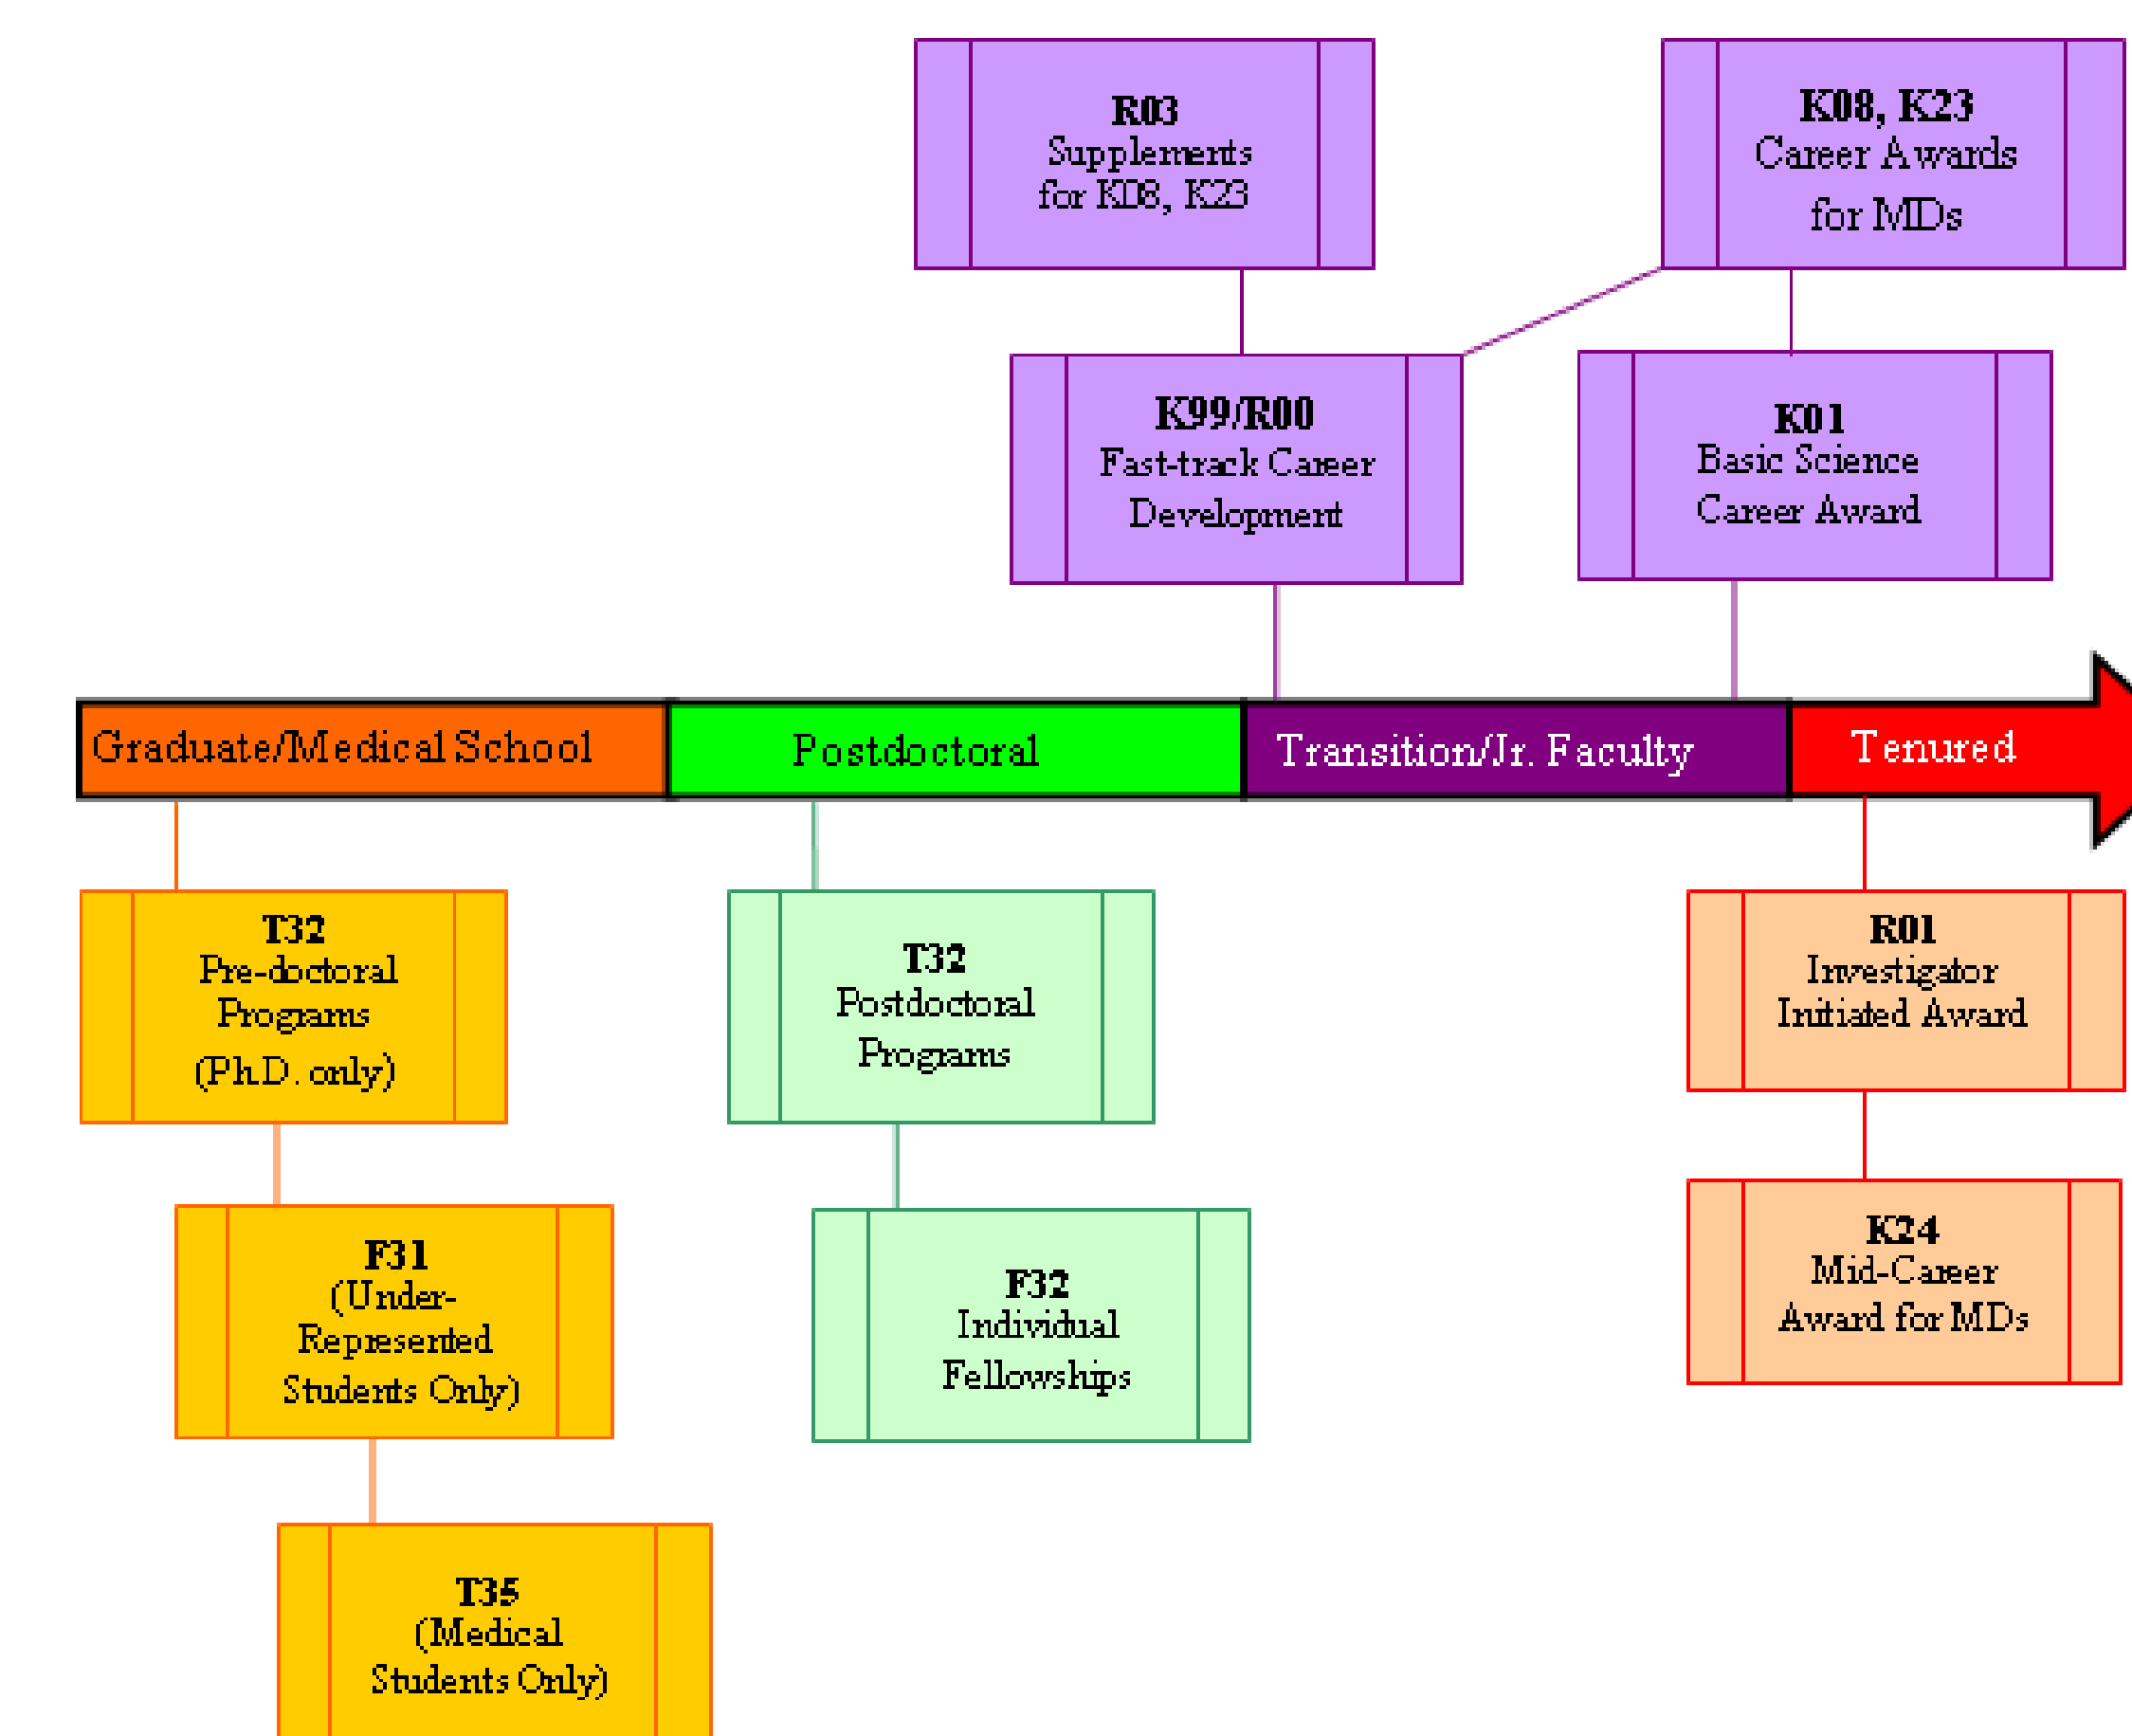 R03
Supplements
for K08, K23
K08, K23
Career Awards
for MDs
K99/R00
Fast-track Career
Development
K01
Basic Science
Career Award
Graduate/Medical School
Postdoctoral
Transition/Jr. Faculty
Tenured
T32
Pre-doctoral
Programs
(Ph.D. only)
T32
Postdoctoral
Programs
R01
Investigator
Initiated Award
F31
(Under-
Represented
Students Only)
F32
Individual
Fellowships
K24
Mid-Career
Award for MDs
T35
(Medical
Students Only)